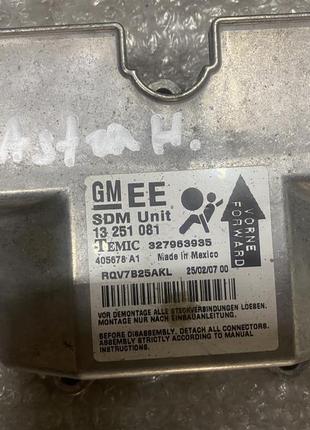 Astra H.
GM EE
SDM Unit
13 251 081
TEMIC 327963935
405678 A1 Made in Mexico
RQV7B25AKL 25/02/07 00
VORNE
FORWARD
VOR DEMONTAGE ALLE STECKVERBINDUNGEN LOESEN.
MONTAGE NUR NACH EINBAUANLEITUNG.
BEFORE DISASSEMBLY, DETACH ALL CONNECTORS.
ASSEMBLY STRICTLY ACCORDING TO MANUAL
INSTRUCTIONS.